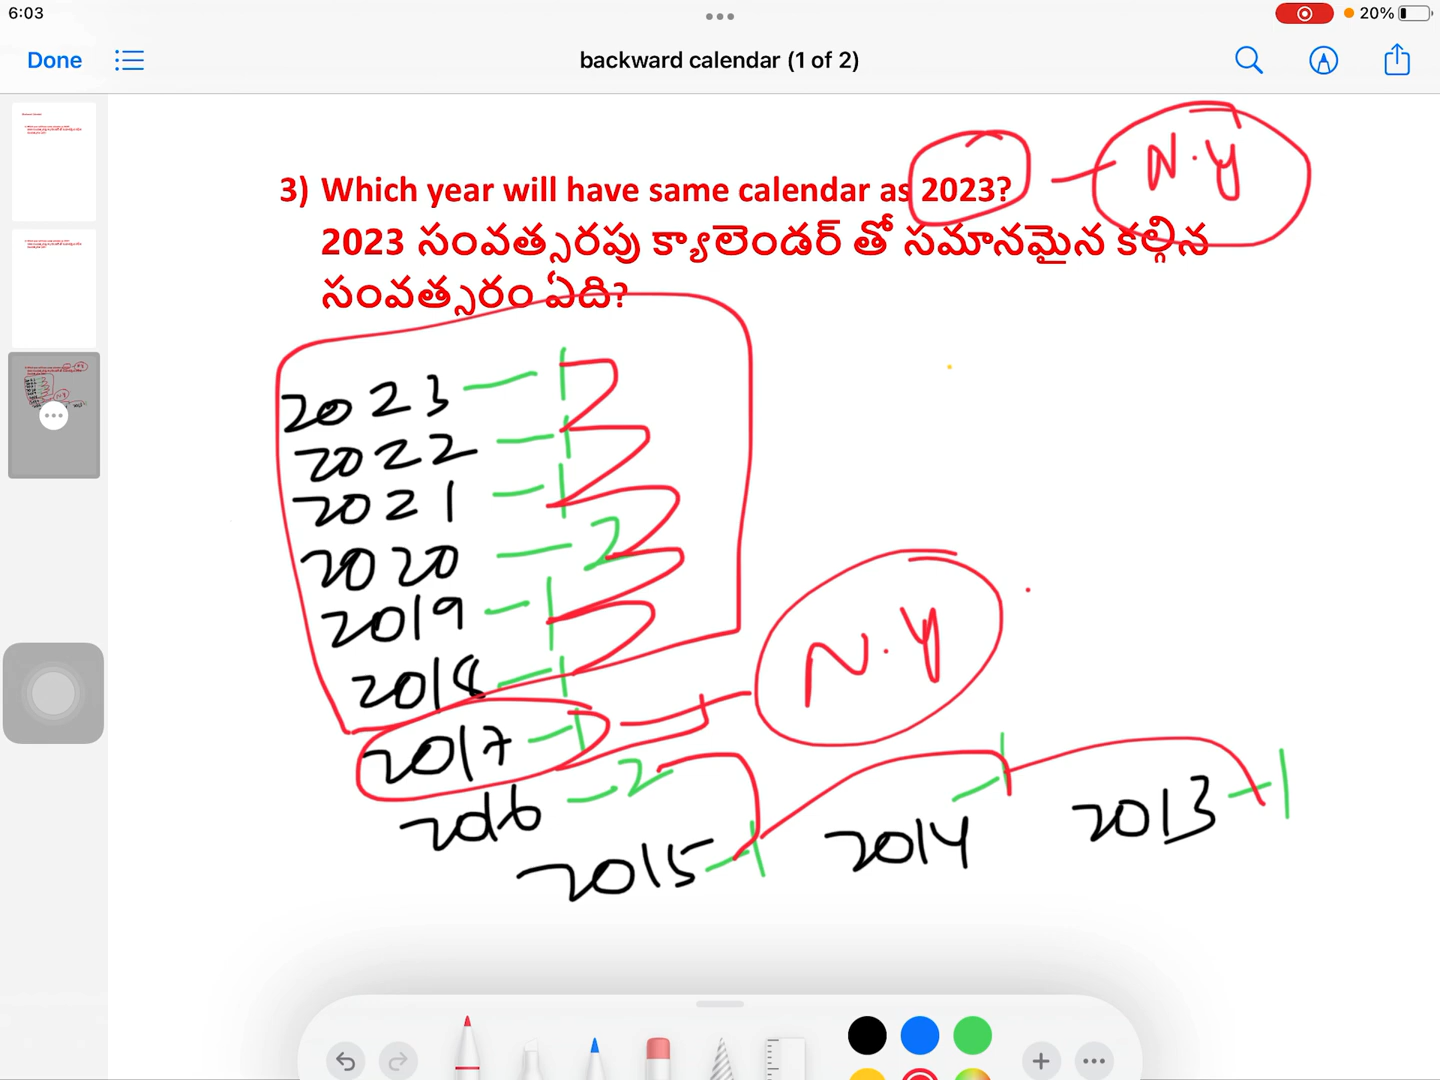 6:03
20%
Done
backward calendar (1 of 2)
N.Y
3) Which year will have same calendar as 2023?
2023 సంవత్సరపు క్యాలెండర్ తో సమానమైన కల్గిన
సంవత్సరం ఏది?
2023 - 1
2022 - 1
2021 - 1
2020 - 2
2019 - 1
2018 - 1
2017 - 1 N.Y
2016 - 2
2015 - 1 2014 - 1 2013 - 1